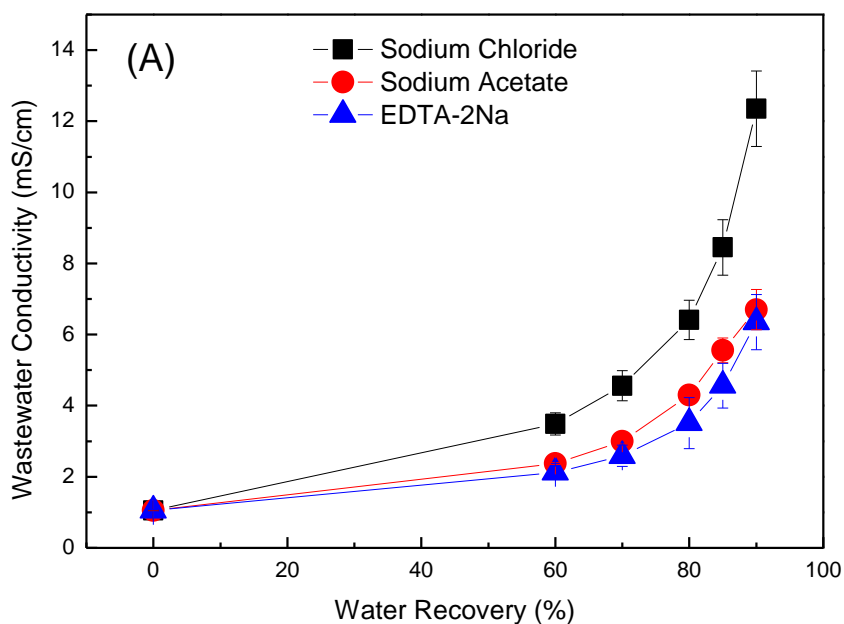 (A)
Sodium Chloride
Sodium Acetate
EDTA-2Na
Wastewater Conductivity (mS/cm)
14
12
10
8
6
4
2
0
0 20 40 60 80 100
Water Recovery (%)